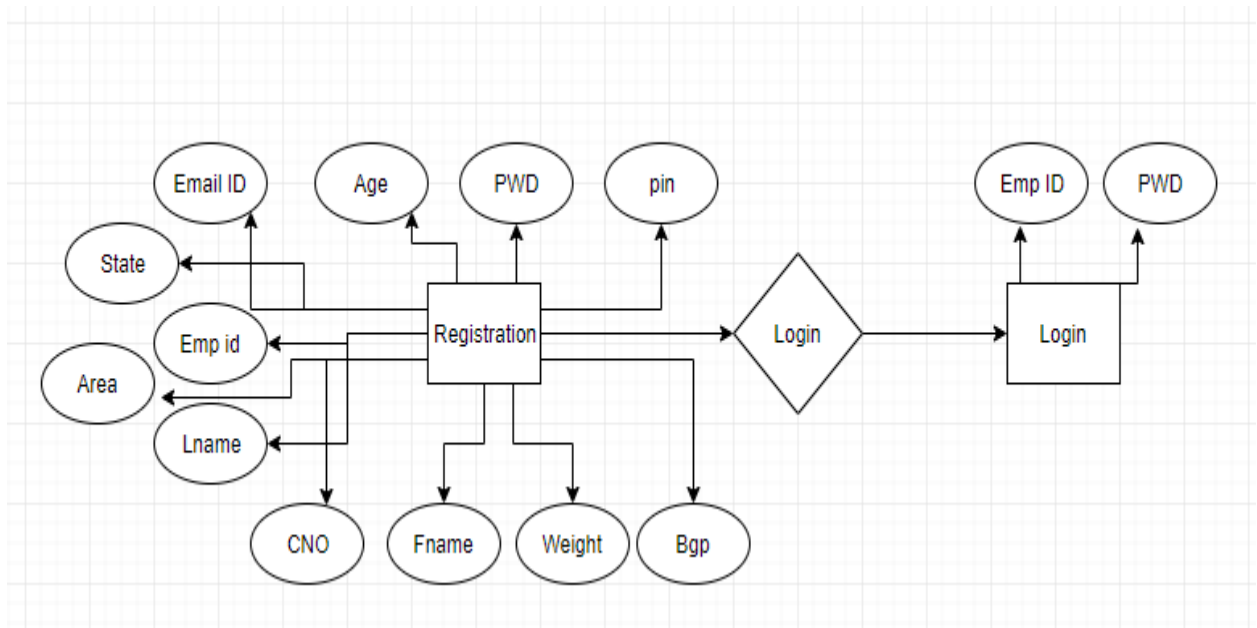 Email ID
Age
PWD
pin
Emp ID
PWD
State
Emp id
Registration
Login
Login
Area
Lname
CNO
Fname
Weight
Bgp